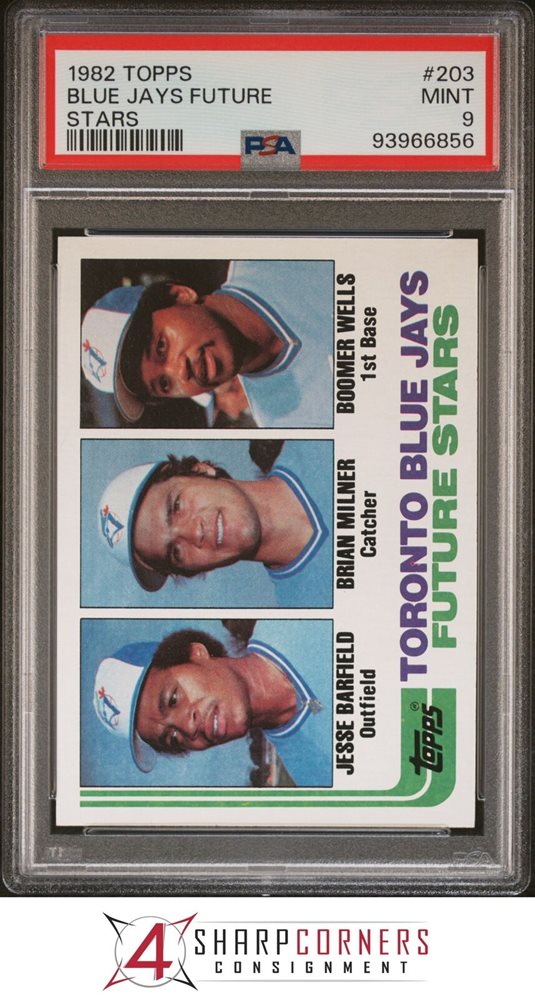 1982 TOPPS #203
BLUE JAYS FUTURE MINT
STARS 9
PSA 93966856
JESSE BARFIELD BRIAN MILNER BOOMER WELLS
Outfield Catcher 1st Base
TORONTO BLUE JAYS
FUTURE STARS
topps®
4 SHARPCORNERS
CONSIGNMENT